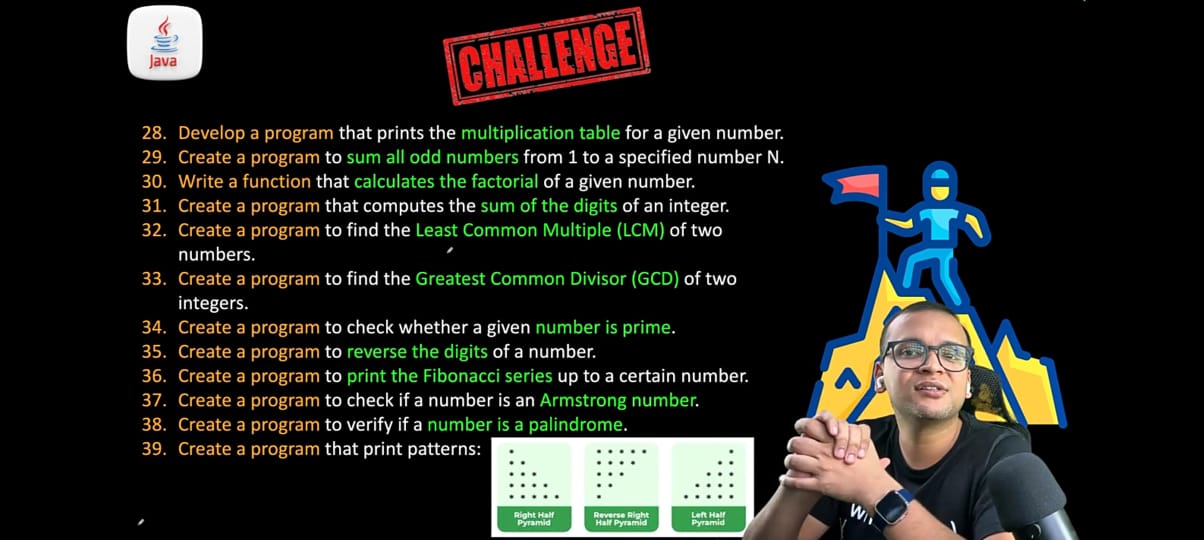 Java
CHALLENGE
28. Develop a program that prints the multiplication table for a given number.
29. Create a program to sum all odd numbers from 1 to a specified number N.
30. Write a function that calculates the factorial of a given number.
31. Create a program that computes the sum of the digits of an integer.
32. Create a program to find the Least Common Multiple (LCM) of two
numbers.
33. Create a program to find the Greatest Common Divisor (GCD) of two
integers.
34. Create a program to check whether a given number is prime.
35. Create a program to reverse the digits of a number.
36. Create a program to print the Fibonacci series up to a certain number.
37. Create a program to check if a number is an Armstrong number.
38. Create a program to verify if a number is a palindrome.
39. Create a program that print patterns:
Right Half
Pyramid
Reverse Right
Half Pyramid
Left Half
Pyramid